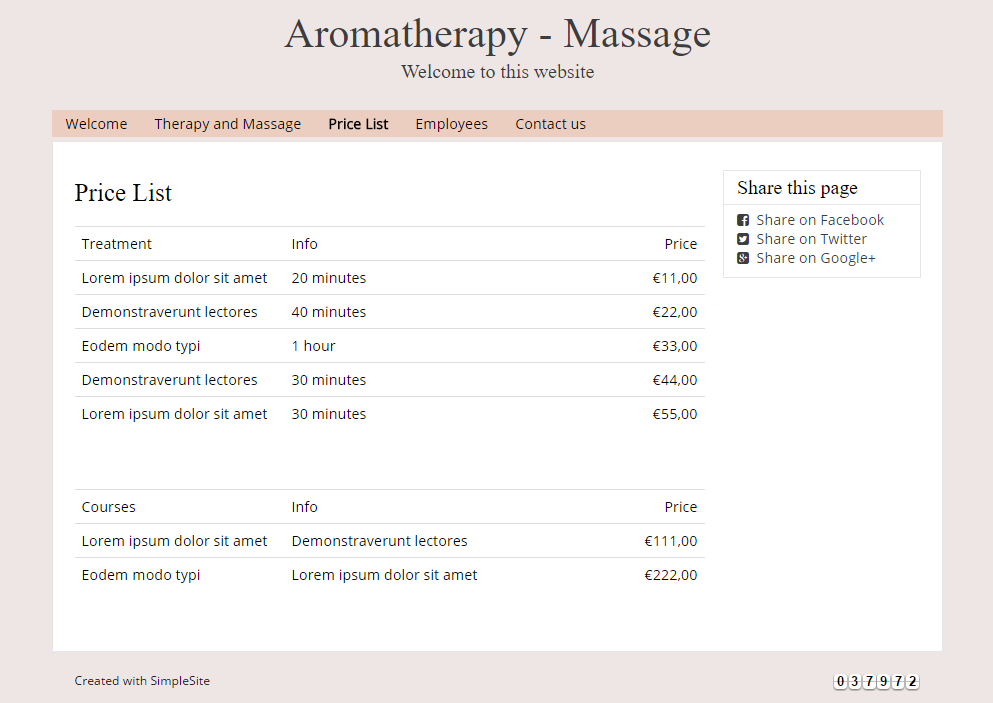 Aromatherapy - Massage
Welcome to this website
Welcome Therapy and Massage Price List Employees Contact us
Price List
Treatment Info Price
Lorem ipsum dolor sit amet 20 minutes €11,00
Demonstraverunt lectores 40 minutes €22,00
Eodem modo typi 1 hour €33,00
Demonstraverunt lectores 30 minutes €44,00
Lorem ipsum dolor sit amet 30 minutes €55,00
Courses Info Price
Lorem ipsum dolor sit amet Demonstraverunt lectores €111,00
Eodem modo typi Lorem ipsum dolor sit amet €222,00
Share this page
Share on Facebook
Share on Twitter
Share on Google+
Created with SimpleSite
037972